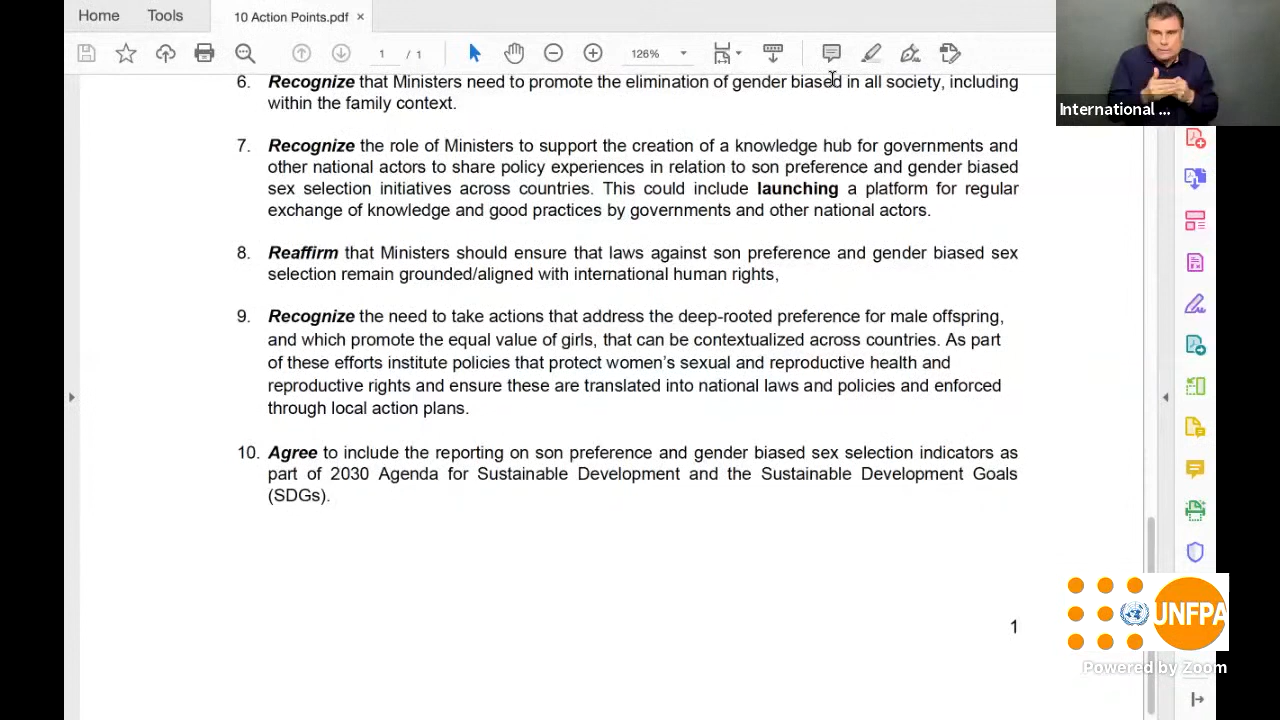 Home
Tools
10 Action Points.pdf ×
1 / 1
126%
International ...
6. Recognize that Ministers need to promote the elimination of gender biased in all society, including
within the family context.
7. Recognize the role of Ministers to support the creation of a knowledge hub for governments and
other national actors to share policy experiences in relation to son preference and gender biased
sex selection initiatives across countries. This could include launching a platform for regular
exchange of knowledge and good practices by governments and other national actors.
8. Reaffirm that Ministers should ensure that laws against son preference and gender biased sex
selection remain grounded/aligned with international human rights,
9. Recognize the need to take actions that address the deep-rooted preference for male offspring,
and which promote the equal value of girls, that can be contextualized across countries. As part
of these efforts institute policies that protect women's sexual and reproductive health and
reproductive rights and ensure these are translated into national laws and policies and enforced
through local action plans.
10. Agree to include the reporting on son preference and gender biased sex selection indicators as
part of 2030 Agenda for Sustainable Development and the Sustainable Development Goals
(SDGs).
1
UNFPA
Powered by Zoom